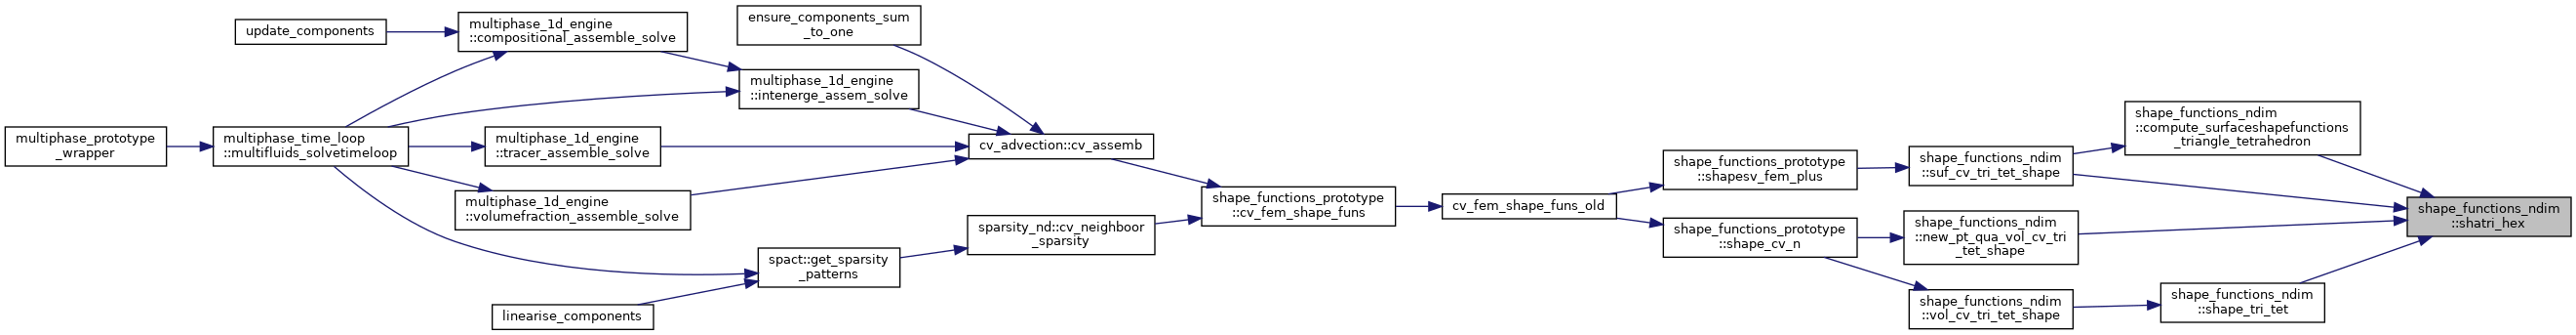 update_components
multiphase_1d_engine
::compositional_assemble_solve
ensure_components_sum
_to_one
multiphase_1d_engine
::intenerge_assem_solve
multiphase_prototype
_wrapper
multiphase_time_loop
::multifluids_solvetimeloop
multiphase_1d_engine
::tracer_assemble_solve
cv_advection::cv_assemb
multiphase_1d_engine
::volumefraction_assemble_solve
spact::get_sparsity
_patterns
linearise_components
sparsity_nd::cv_neighboor
_sparsity
shape_functions_prototype
::cv_fem_shape_funs
cv_fem_shape_funs_old
shape_functions_prototype
::shapesv_fem_plus
shape_functions_prototype
::shape_cv_n
shape_functions_ndim
::suf_cv_tri_tet_shape
shape_functions_ndim
::new_pt_qua_vol_cv_tri
_tet_shape
shape_functions_ndim
::vol_cv_tri_tet_shape
shape_functions_ndim
::compute_surfaceshapefunctions
_triangle_tetrahedron
shape_functions_ndim
::shape_tri_tet
shape_functions_ndim
::shatri_hex